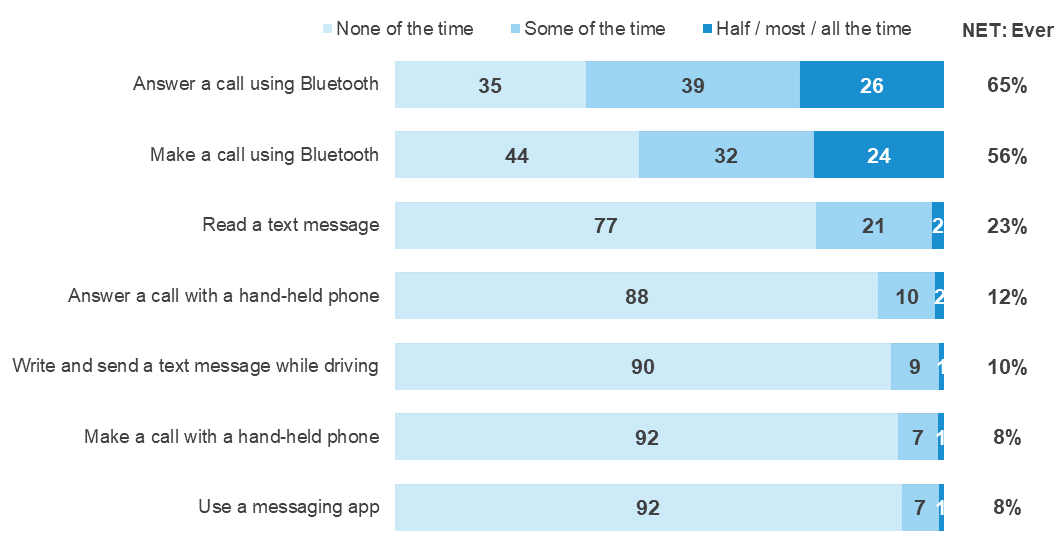 None of the time Some of the time Half / most / all the time NET: Ever
Answer a call using Bluetooth 35 39 26 65%
Make a call using Bluetooth 44 32 24 56%
Read a text message 77 21 2 23%
Answer a call with a hand-held phone 88 10 2 12%
Write and send a text message while driving 90 9 1 10%
Make a call with a hand-held phone 92 7 1 8%
Use a messaging app 92 7 1 8%